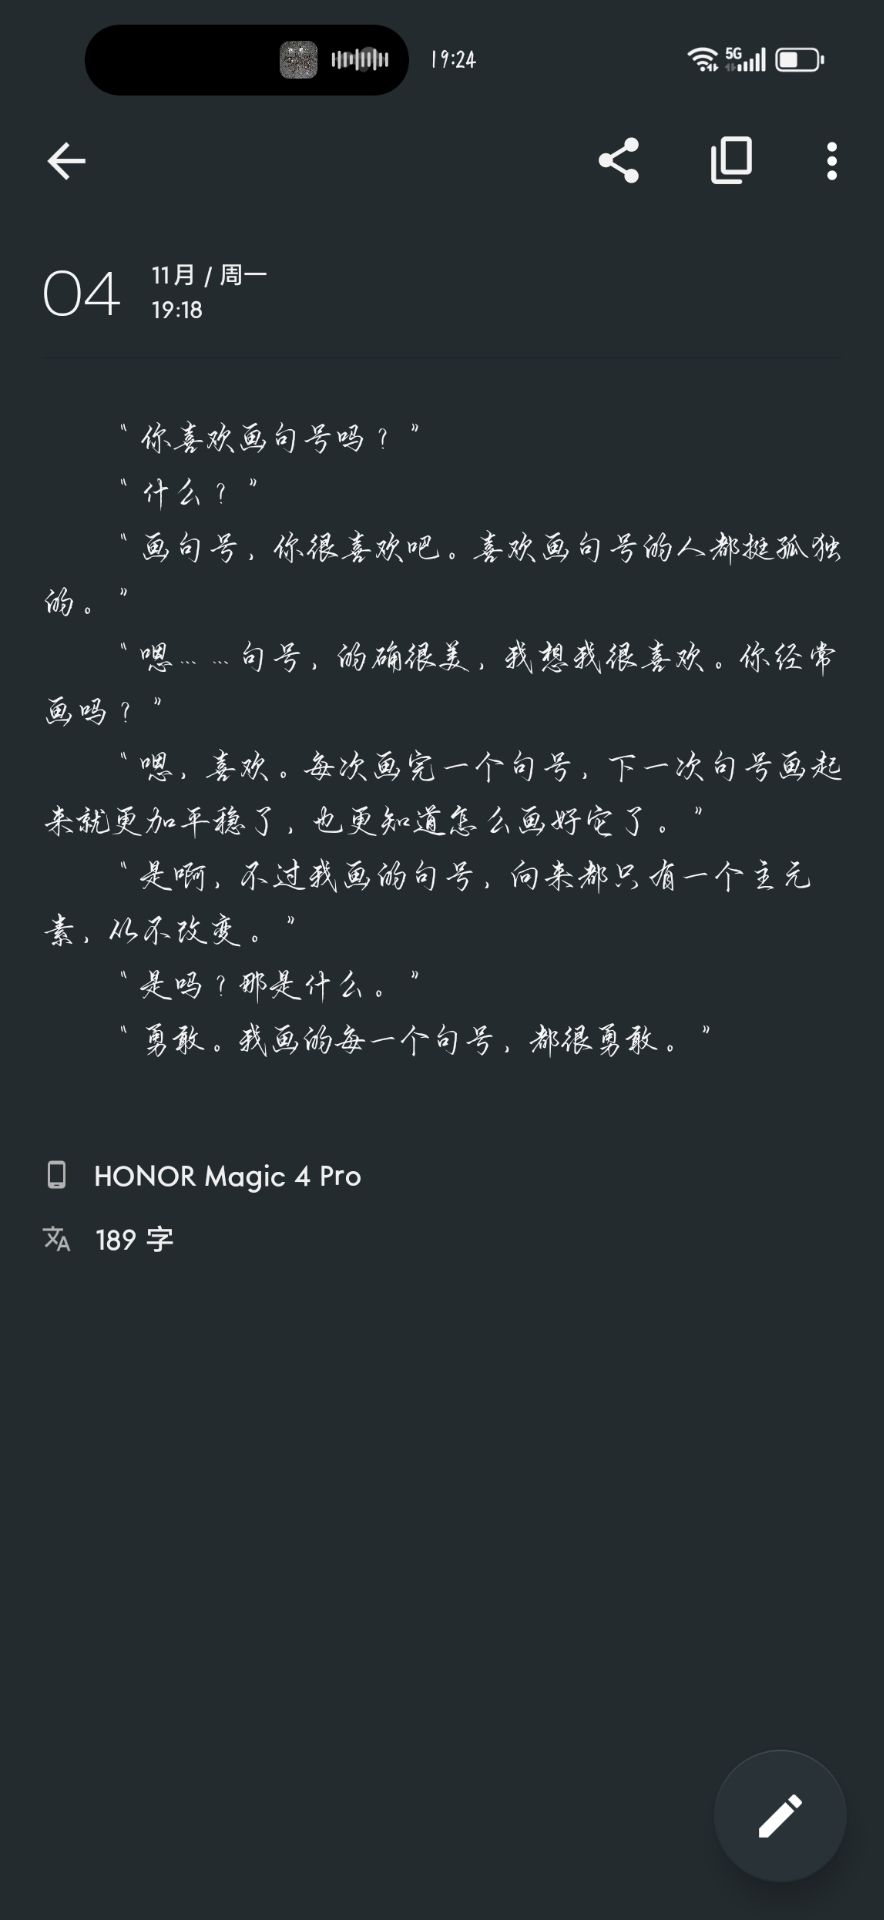 19:24
5G
04
11月 / 周一
19:18
“你喜欢画句号吗？”
“什么？”
“画句号，你很喜欢吧。喜欢画句号的人都挺孤独
的。”
“嗯……句号，的确很美，我想我很喜欢。你经常
画吗？”
“嗯，喜欢。每次画完一个句号，下一次句号画起
来就更加平稳了，也更知道怎么画好它了。”
“是啊，不过我画的句号，向来都只有一个主元
素，从不改变。”
“是吗？那是什么。”
“勇敢。我画的每一个句号，都很勇敢。”
HONOR Magic 4 Pro
189 字